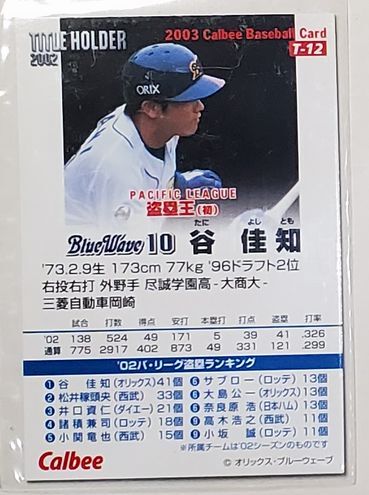 TITLE HOLDER
2002
2003 Calbee Baseball Card
T-12
ORIX
PACIFIC LEAGUE
盗塁王(初)
たに よし とも
BlueWave 10 谷 佳 知
'73.2.9生 173cm 77kg '96ドラフト2位
右投右打 外野手 尽誠学園高-大商大-
三菱自動車岡崎
試合 打数 得点 安打 本塁打 打点 盗塁 打率
'02 138 524 49 171 5 39 41 .326
通算 775 2917 402 873 41 221 121 .299
'02パ・リーグ盗塁ランキング
①谷 佳知(オリックス)41個
②松井稼頭央(西武)33個
③井口資仁(ダイエー)21個
④諸積兼司(ロッテ)16個
⑤小関竜也(西武)15個
⑥サブロー(ロッテ)13個
⑥大島公一(オリックス)13個
⑥奈良原浩(日本ハム)13個
⑨高木浩之(西武)11個
⑨小坂 誠(ロッテ)11個
※所属チームは'02シーズンのものです
Calbee
©オリックス・ブルーウェーブ